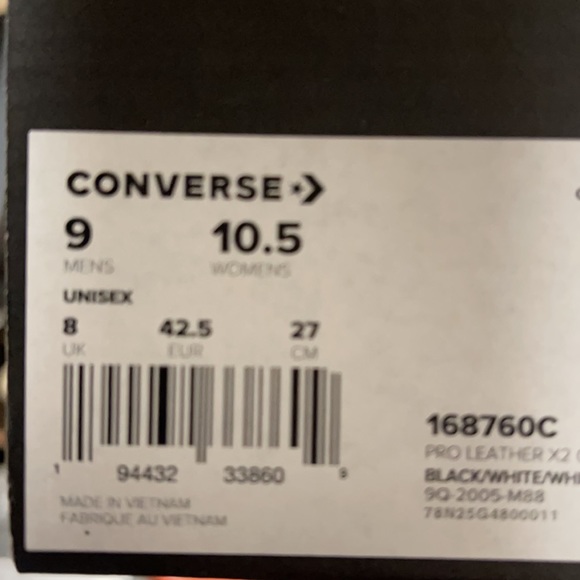 CONVERSE
9 10.5
MENS WOMENS
UNISEX
8 42.5 27
UK EUR CM
1 94432 33860 9
MADE IN VIETNAM
FABRIQUE AU VIETNAM
168760C
PRO LEATHER X2
BLACK/WHITE/WHI
9Q-2005-M88
78N25G4800011